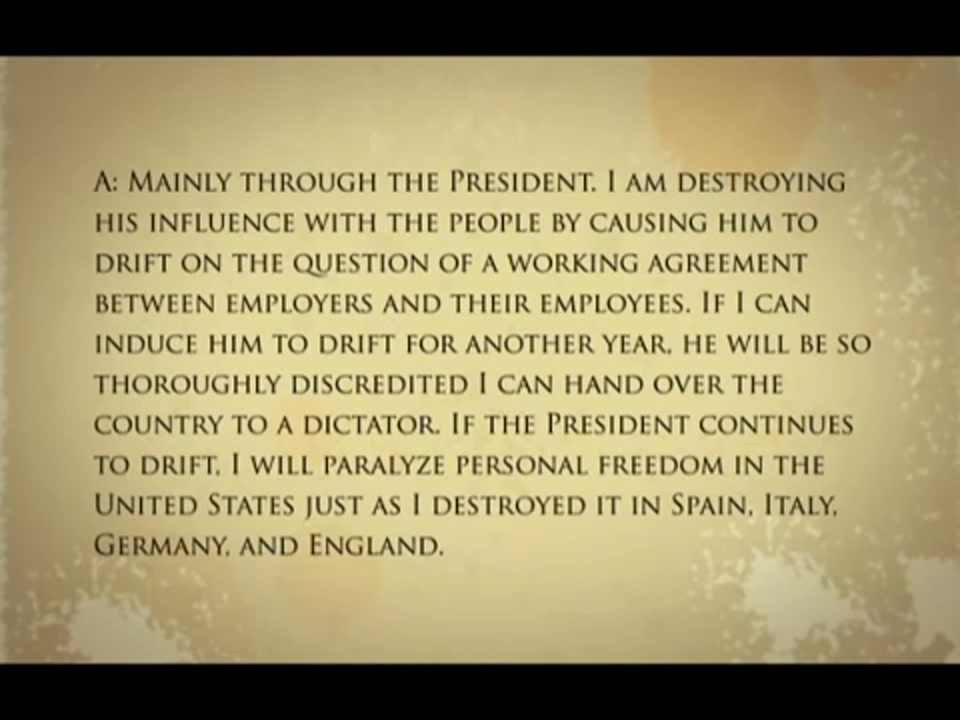 A: Mainly through the President. I am destroying
his influence with the people by causing him to
drift on the question of a working agreement
between employers and their employees. If I can
induce him to drift for another year, he will be so
thoroughly discredited I can hand over the
country to a dictator. If the President continues
to drift, I will paralyze personal freedom in the
United States just as I destroyed it in Spain, Italy,
Germany, and England.